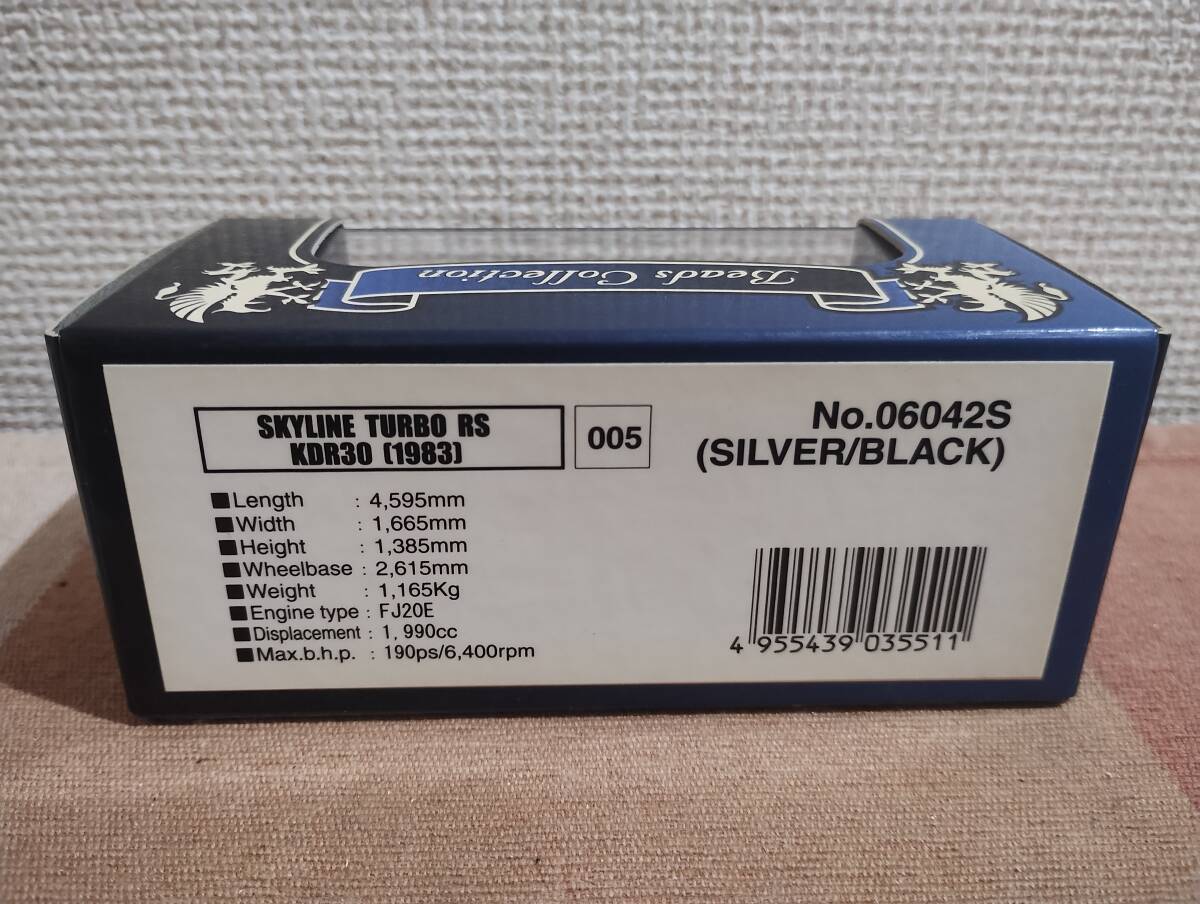 Beads Collection
SKYLINE TURBO RS
KDR30 (1983)
005
No.06042S
(SILVER/BLACK)
■Length : 4,595mm
■Width : 1,665mm
■Height : 1,385mm
■Wheelbase : 2,615mm
■Weight : 1,165Kg
■Engine type : FJ20E
■Displacement : 1,990cc
■Max.b.h.p. : 190ps/6,400rpm
4 955439 035511